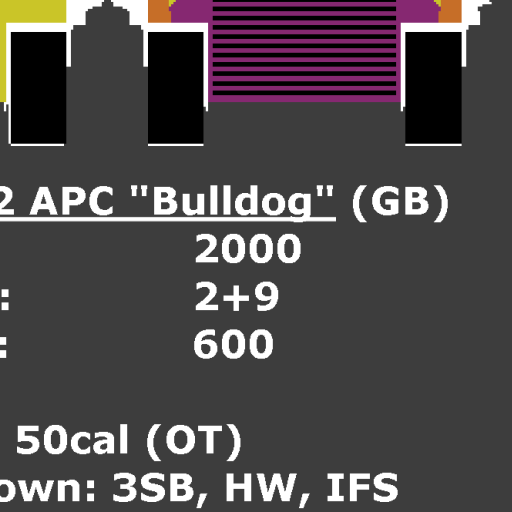 2 APC "Bulldog" (GB)
2000
: 2+9
: 600
50cal (OT)
own: 3SB, HW, IFS